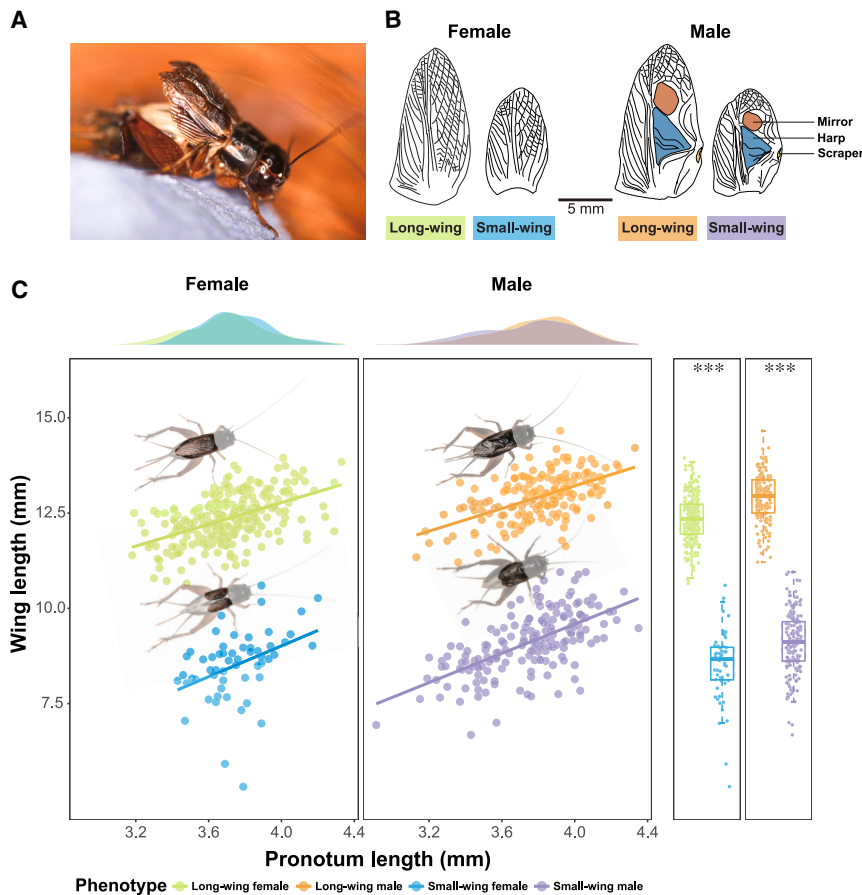 A
B
Female
Male
Mirror
Harp
Scraper
5 mm
Long-wing
Small-wing
Long-wing
Small-wing
C
Female
Male
***
***
15.0
12.5
10.0
7.5
Wing length (mm)
3.2
3.6
4.0
4.4
3.2
3.6
4.0
4.4
Pronotum length (mm)
Phenotype Long-wing female Long-wing male Small-wing female Small-wing male